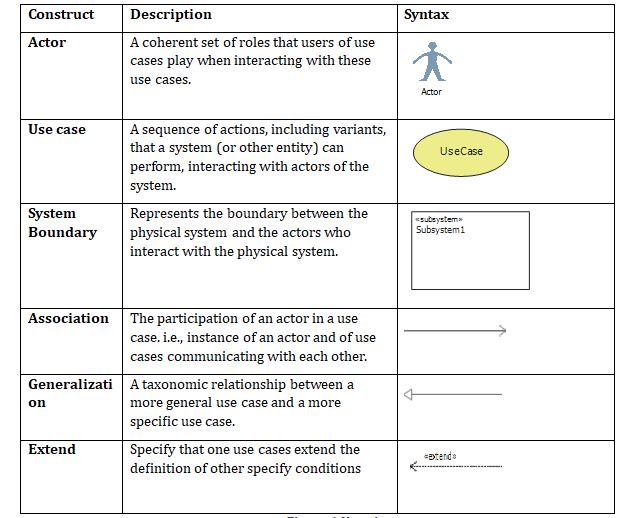 Construct Description Syntax
Actor A coherent set of roles that users of use
cases play when interacting with these
use cases.
Actor
Use case A sequence of actions, including variants,
that a system (or other entity) can
perform, interacting with actors of the
system.
UseCase
System Represents the boundary between the
Boundary physical system and the actors who
interact with the physical system.
«subsystem»
Subsystem1
Association The participation of an actor in a use
case. i.e., instance of an actor and of use
cases communicating with each other.
Generalizati A taxonomic relationship between a
on more general use case and a more
specific use case.
Extend Specify that one use cases extend the
definition of other specify conditions
«extend»